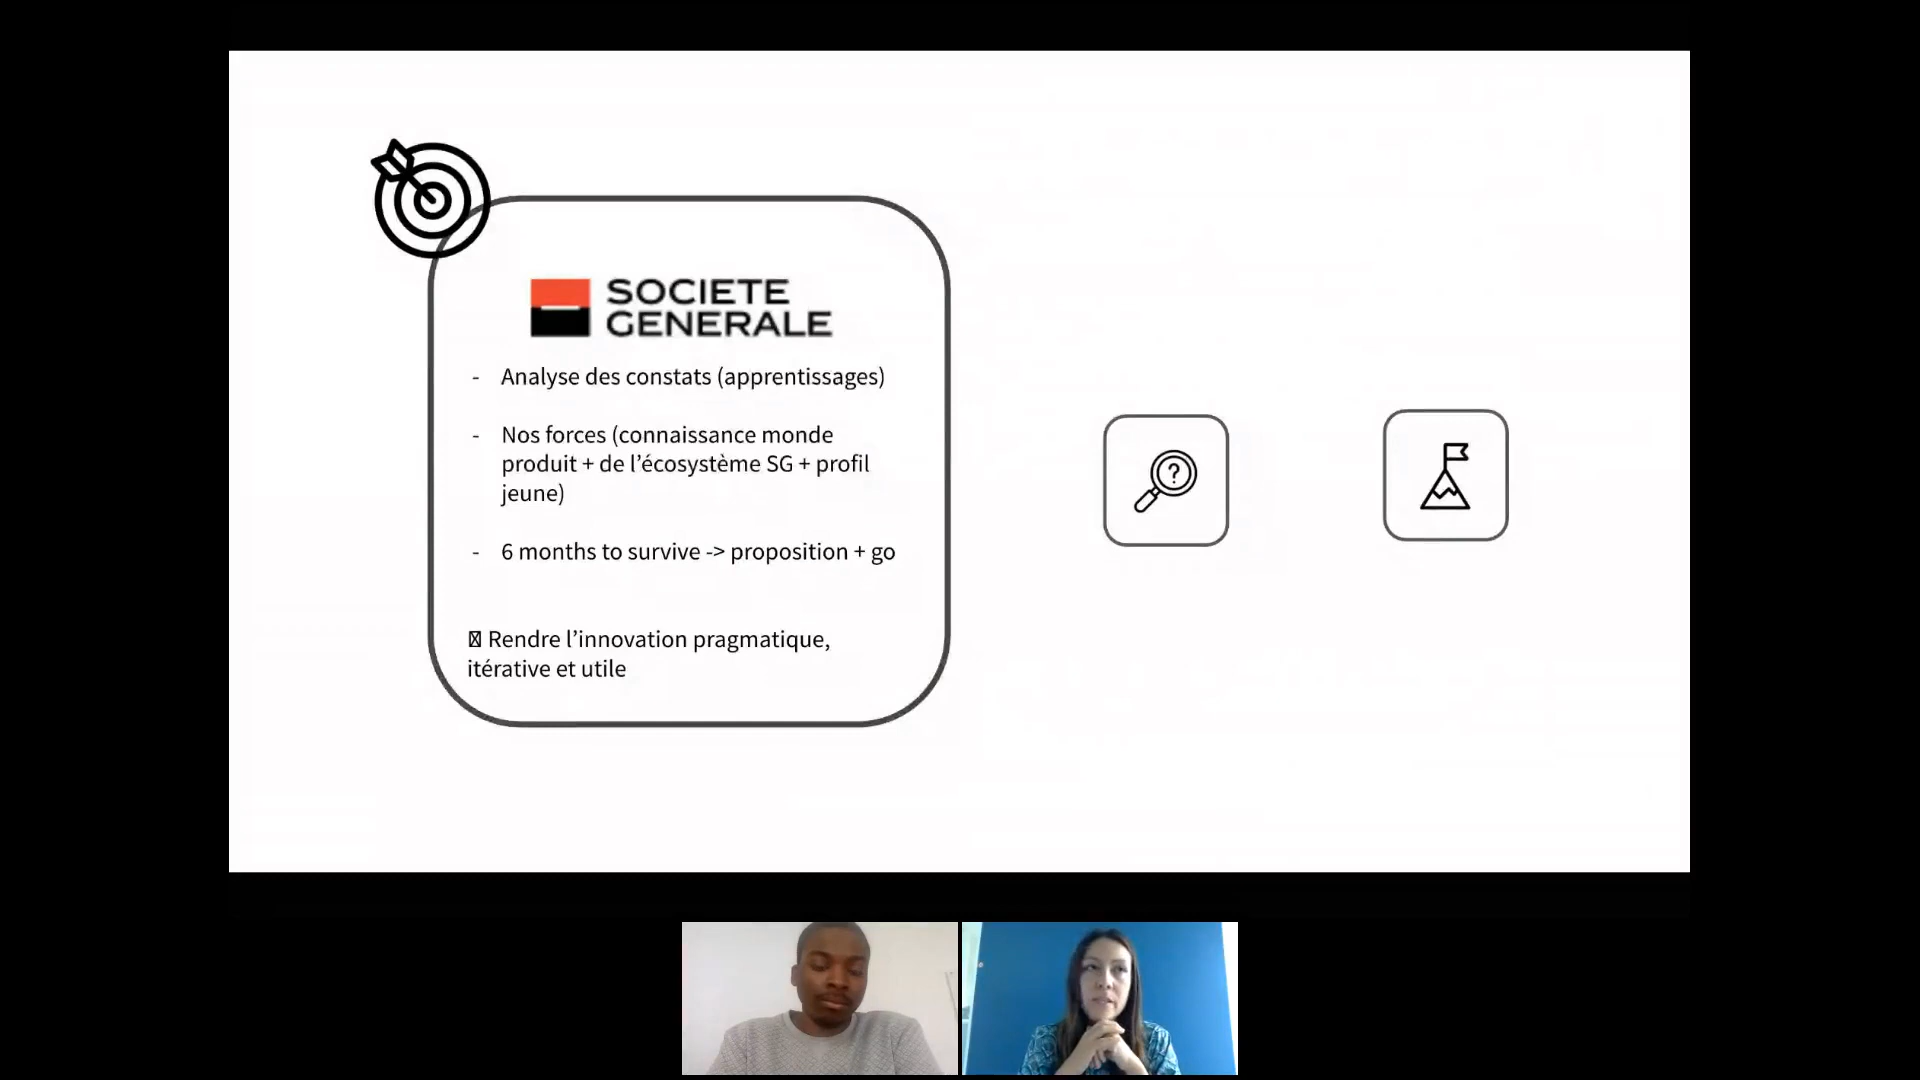 SOCIETE
GENERALE
- Analyse des constats (apprentissages)
- Nos forces (connaissance monde
produit + de l’écosystème SG + profil
jeune)
- 6 months to survive -> proposition + go
Rendre l’innovation pragmatique,
itérative et utile
?